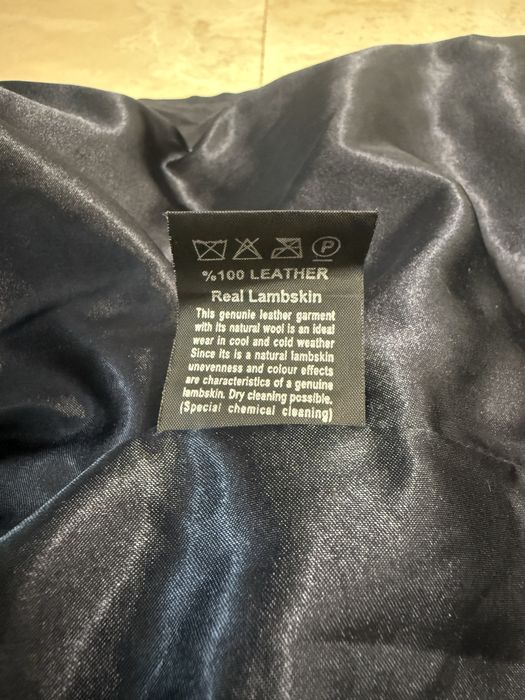 P
%100 LEATHER
Real Lambskin
This genunie leather garment
with its natural wool is an ideal
wear in cool and cold weather
Since its is a natural lambskin
unevenness and colour effects
are characteristics of a genuine
lambskin. Dry cleaning possible.
(Special chemical cleaning)